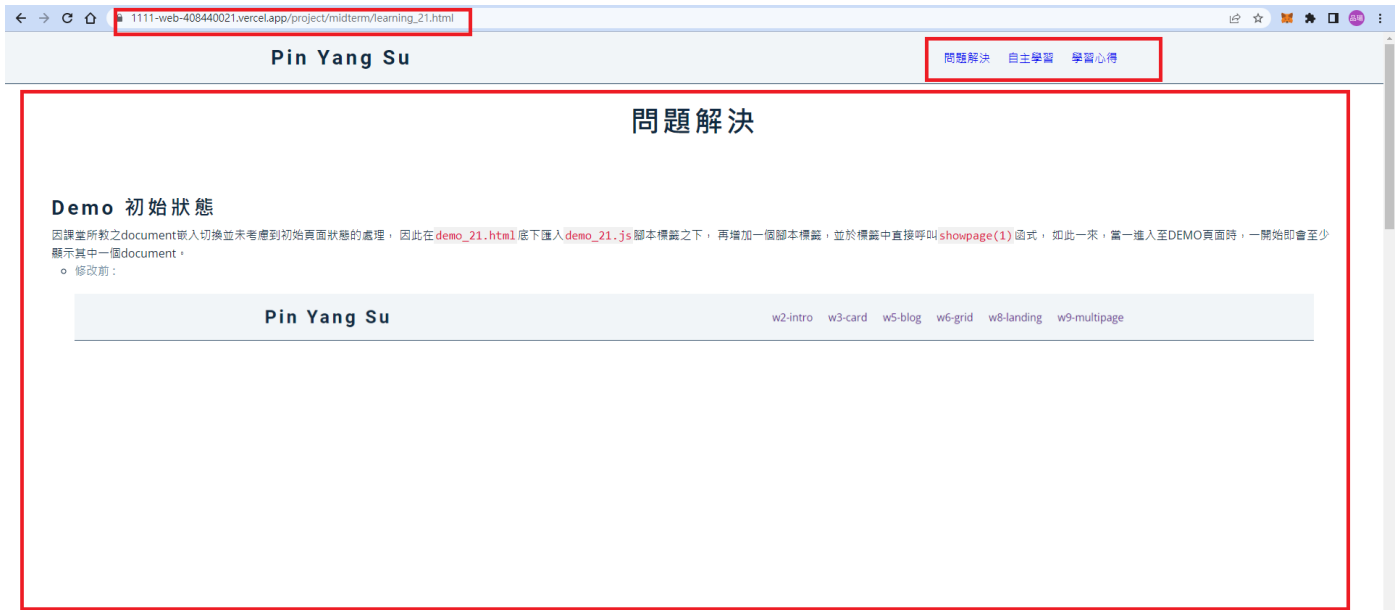 1111-web-408440021.vercel.app/project/midterm/learning_21.html
Pin Yang Su
問題解決 自主學習 學習心得
問題解決
Demo 初始狀態
因課堂所教之document嵌入切換並未考慮到初始頁面狀態的處理， 因此在demo_21.html底下匯入demo_21.js腳本標籤之下， 再增加一個腳本標籤，並於標籤中直接呼叫showpage(1)函式， 如此一來，當一進入至DEMO頁面時，一開始即會至少
顯示其中一個document。
修改前：
Pin Yang Su
w2-intro w3-card w5-blog w6-grid w8-landing w9-multipage